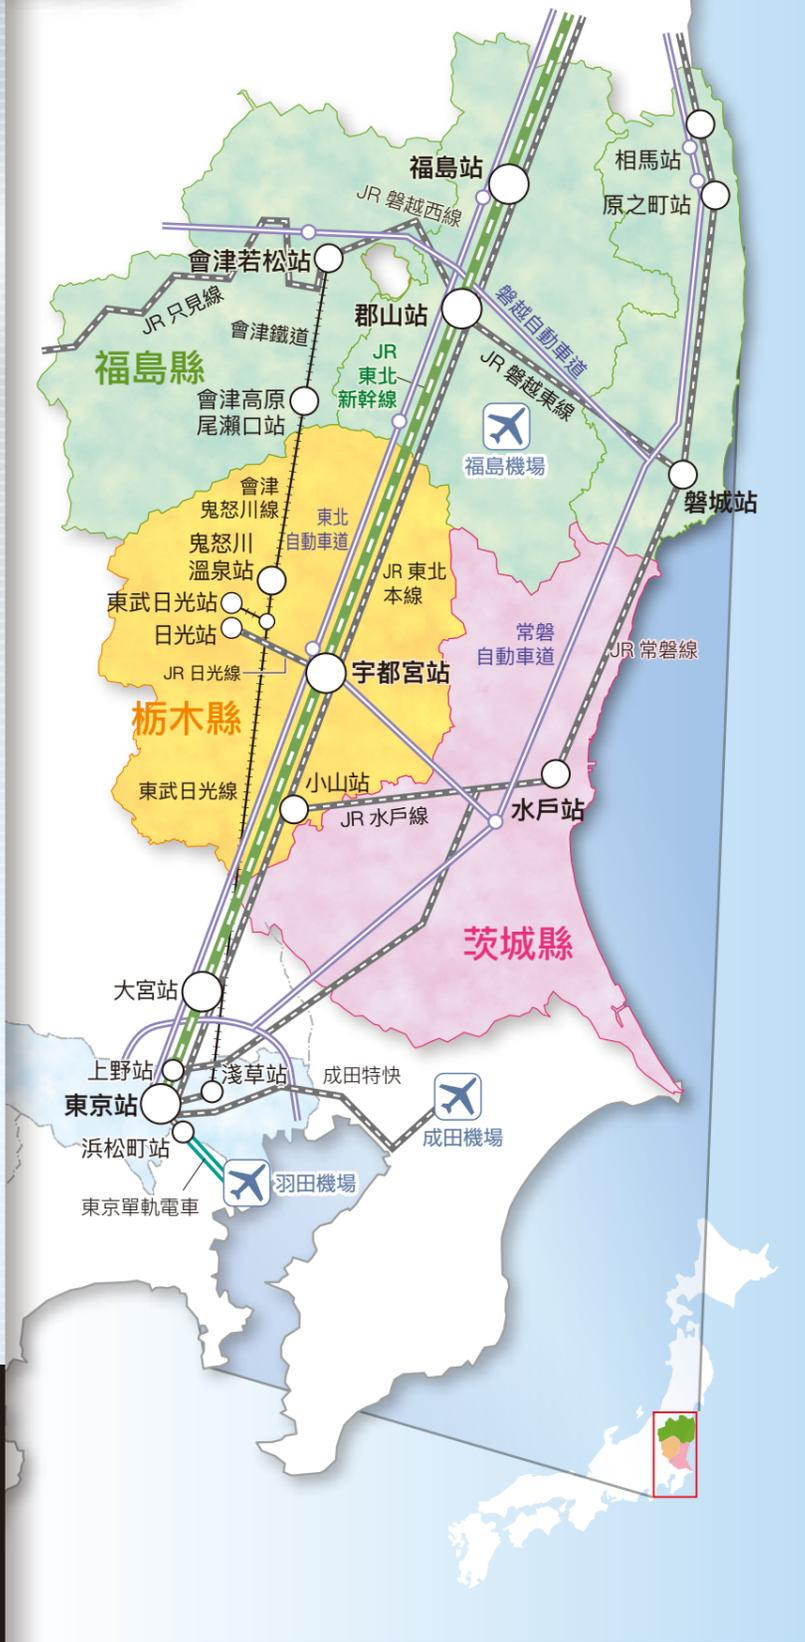 福島站
相馬站
JR 磐越西線
原之町站
會津若松站
JR 只見線
磐越自動車道
郡山站
會津鐵道
JR
東北
新幹線
JR 磐越東線
福島縣
會津高原
尾瀨口站
福島機場
磐城站
會津
鬼怒川線
東北
自動車道
鬼怒川
溫泉站
JR 東北
本線
東武日光站
日光站
常磐
自動車道
JR 常磐線
JR 日光線
宇都宮站
栃木縣
東武日光線
小山站
JR 水戶線
水戶站
茨城縣
大宮站
上野站
淺草站
成田特快
東京站
成田機場
浜松町站
羽田機場
東京單軌電車